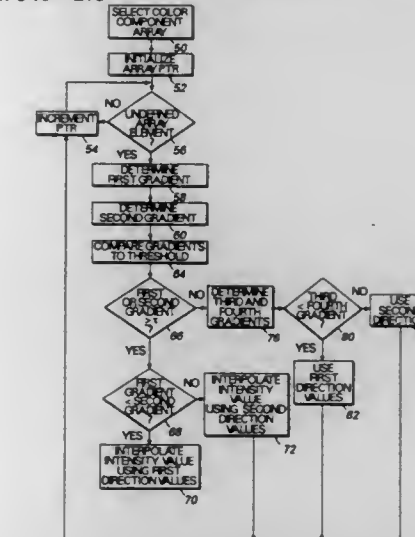 SELECT COLOR
COMPONENT
ARRAY
50
INITIALIZE
ARRAY PTR
52
INCREMENT
PTR
54
NO
UNDEFINED
ARRAY
ELEMENT
?
56
YES
DETERMINE
FIRST GRADIENT
58
DETERMINE
SECOND GRADIENT
60
COMPARE GRADIENTS
TO THRESHOLD
64
FIRST
OR SECOND
GRADIENT
?
66
NO
DETERMINE
THIRD AND
FOURTH
GRADIENTS
76
THIRD
< FOURTH
GRADIENT
?
80
NO
USE
SECON
DIRECTIO
YES
YES
USE
FIRST
DIRECTION
VALUES
82
FIRST
GRADIENT
< SECOND
GRADIENT
?
68
NO
INTERPOLATE
INTENSITY
VALUE
USING SECOND
DIRECTION
VALUES
72
YES
INTERPOLATE
INTENSITY VALUE
USING FIRST
DIRECTION VALUES
70